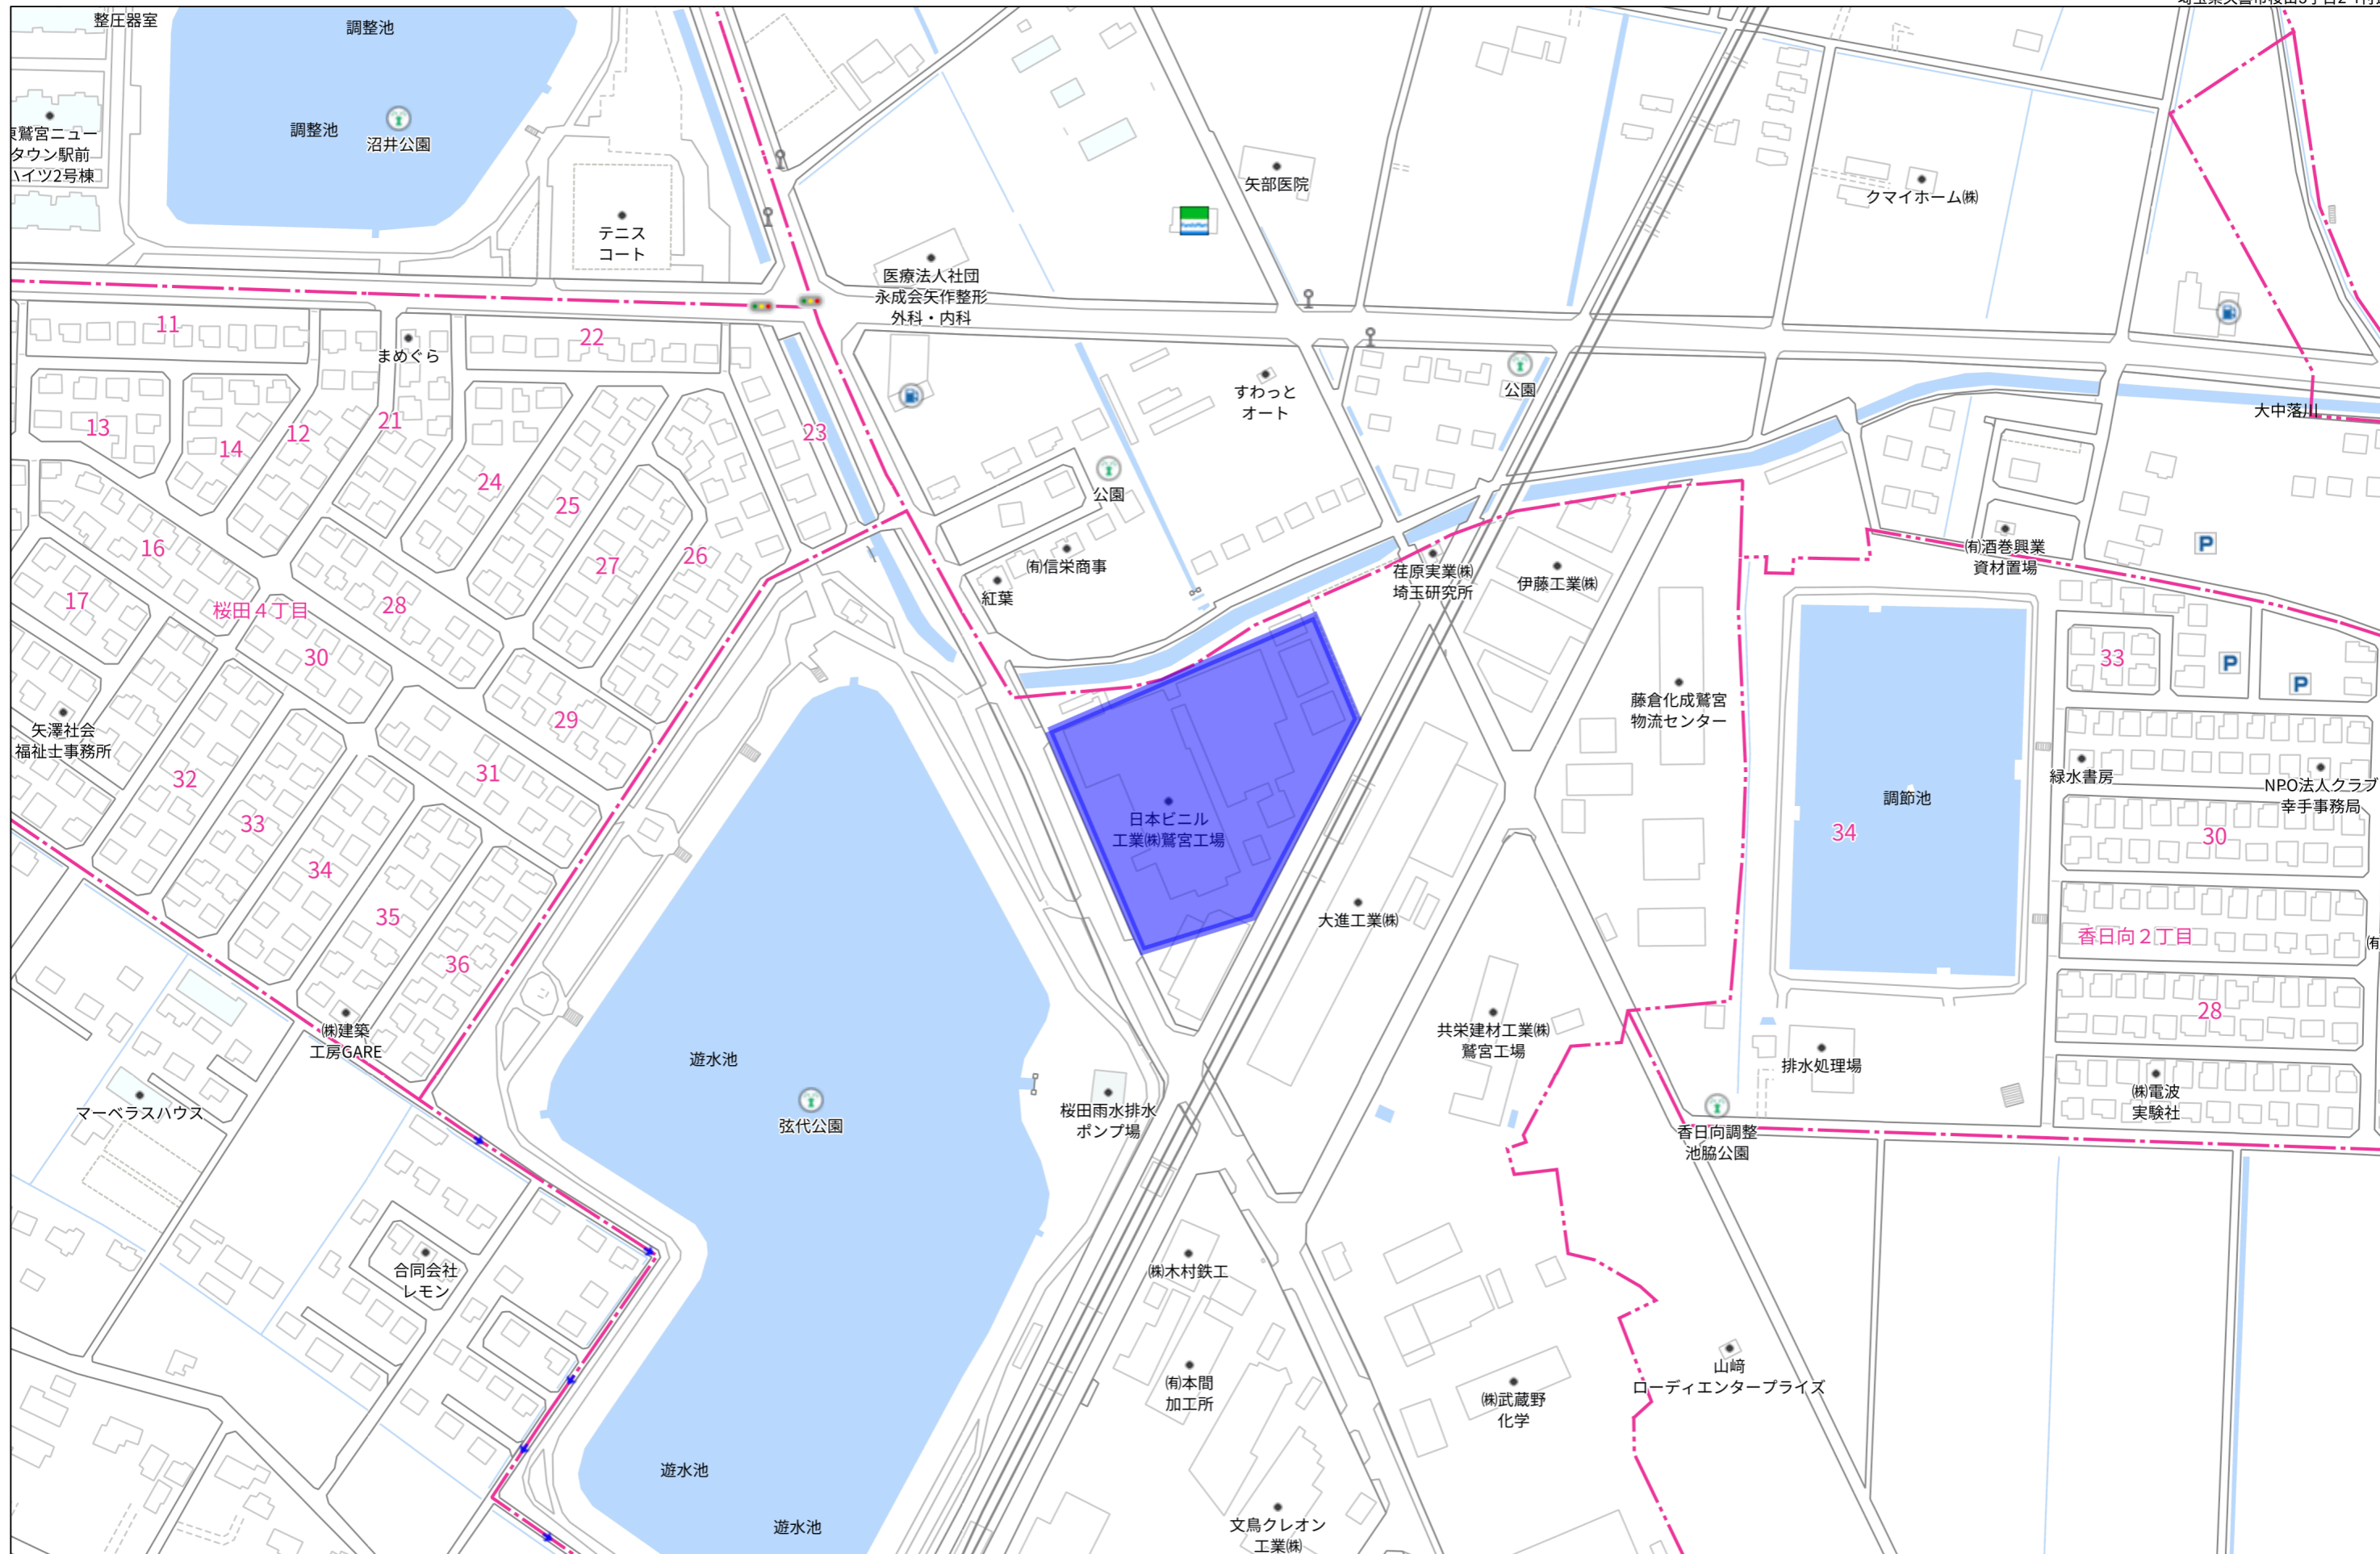 整圧器室
調整池
調整池
沼井公園
東鷲宮ニュー
タウン駅前
ハイツ2号棟
テニス
コート
矢部医院
FamilyMart
クマイホーム㈱
医療法人社団
永成会矢作整形
外科・内科
11
まめぐら
22
すわっと
オート
公園
大中落川
13
14
12
21
23
24
25
公園
16
27
26
㈲信栄商事
紅葉
荏原実業㈱
埼玉研究所
伊藤工業㈱
㈲酒巻興業
資材置場
P
17
桜田４丁目
28
30
29
33
P
P
藤倉化成鷲宮
物流センター
矢澤社会
福祉士事務所
32
31
33
34
35
36
日本ビニル
工業㈱鷲宮工場
大進工業㈱
調節池
34
緑水書房
NPO法人クラブ
幸手事務局
30
香日向２丁目
28
㈱建築
工房GARE
マーベラスハウス
遊水池
弦代公園
桜田雨水排水
ポンプ場
共栄建材工業㈱
鷲宮工場
排水処理場
香日向調整
池脇公園
㈱電波
実験社
合同会社
レモン
㈱木村鉄工
㈲本間
加工所
㈱武蔵野
化学
山﨑
ローディエンタープライズ
遊水池
遊水池
文鳥クレオン
工業㈱